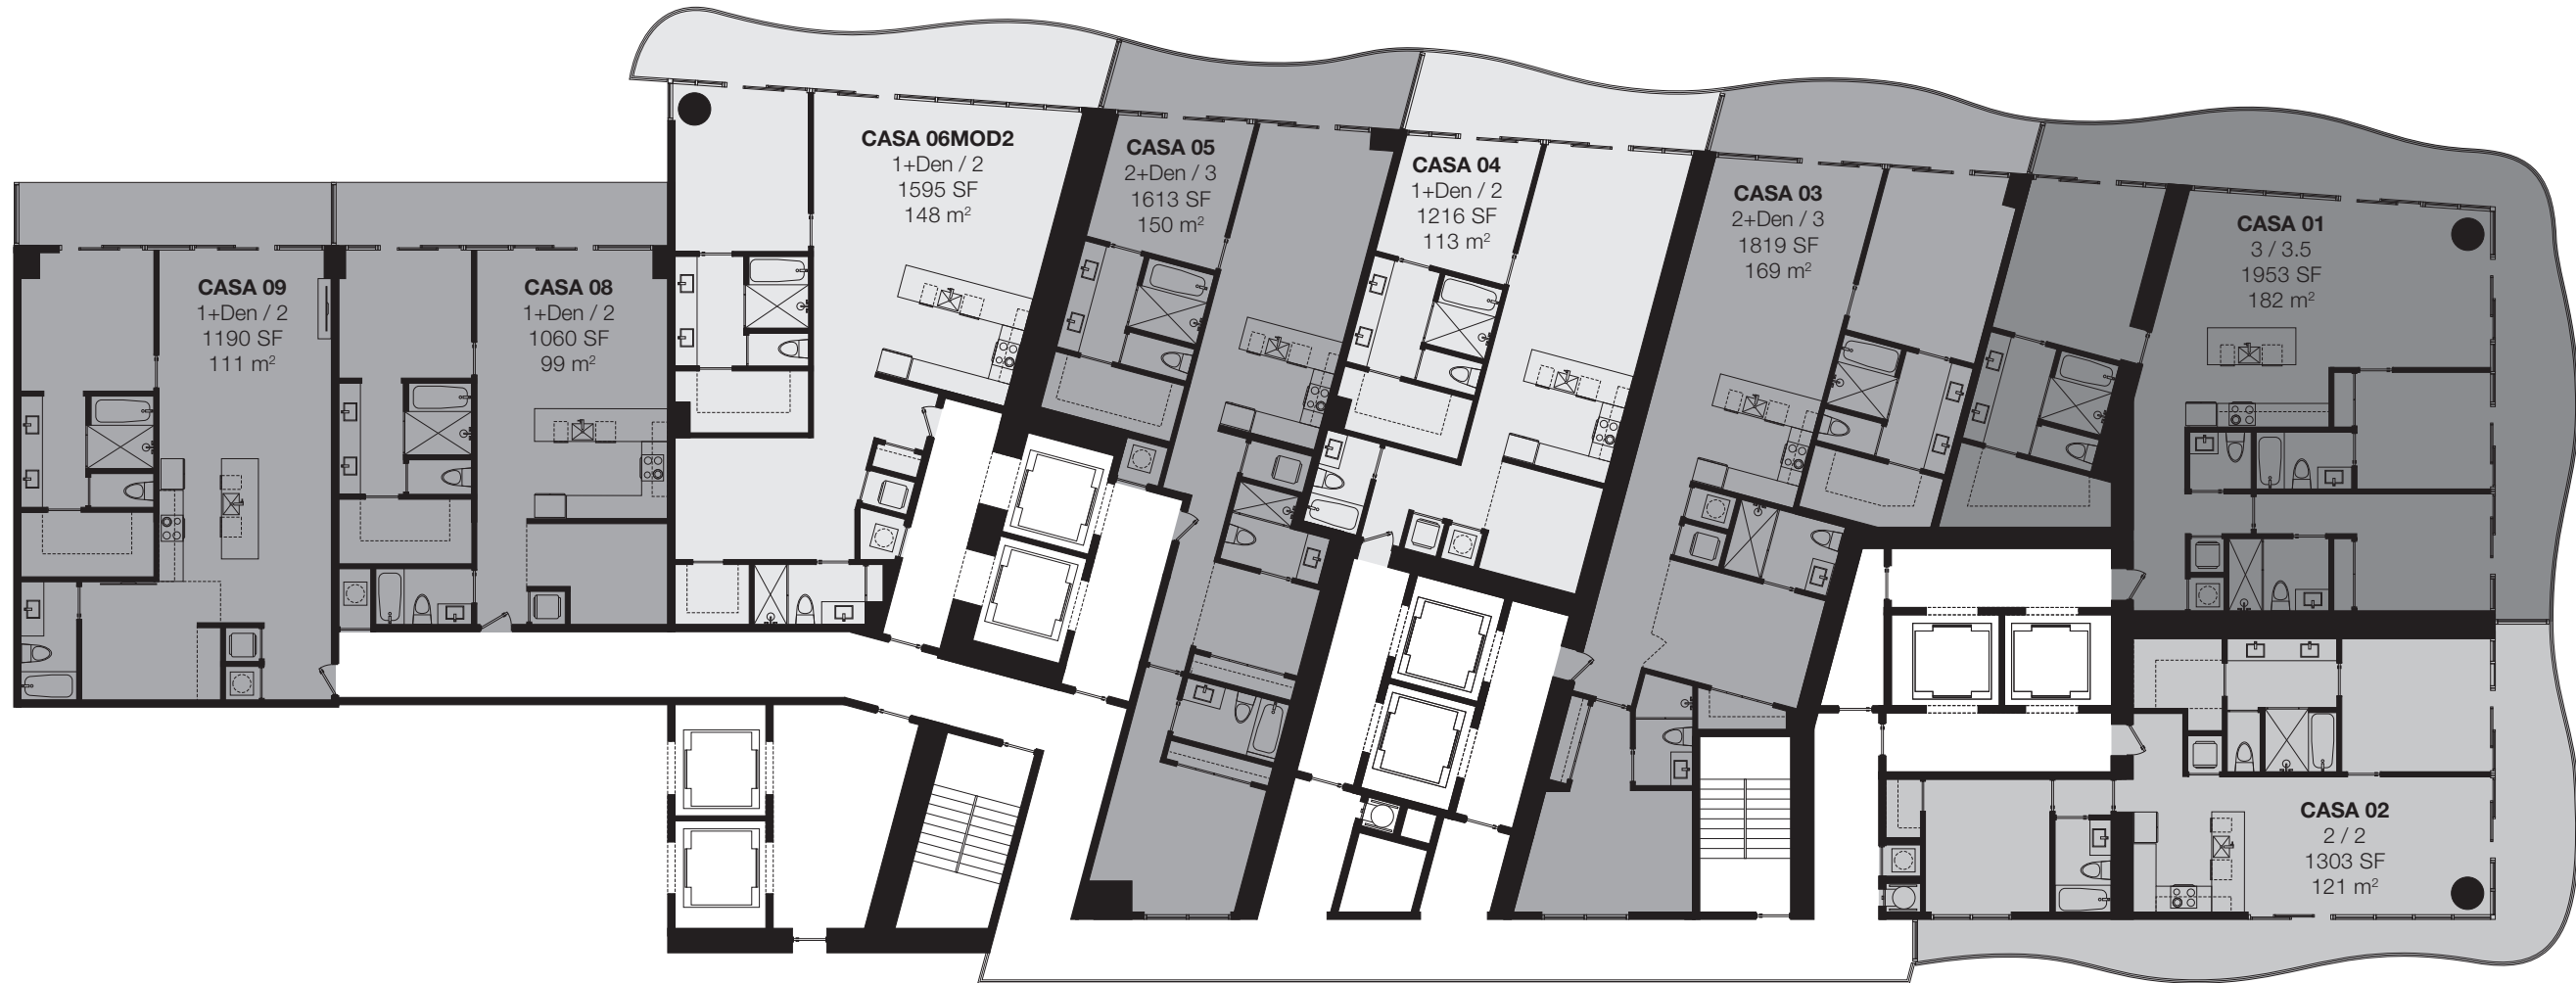 CASA 09
1+Den / 2
1190 SF
111 m²
CASA 08
1+Den / 2
1060 SF
99 m²
CASA 06MOD2
1+Den / 2
1595 SF
148 m²
CASA 05
2+Den / 3
1613 SF
150 m²
CASA 04
1+Den / 2
1216 SF
113 m²
CASA 03
2+Den / 3
1819 SF
169 m²
CASA 01
3 / 3.5
1953 SF
182 m²
CASA 02
2 / 2
1303 SF
121 m²